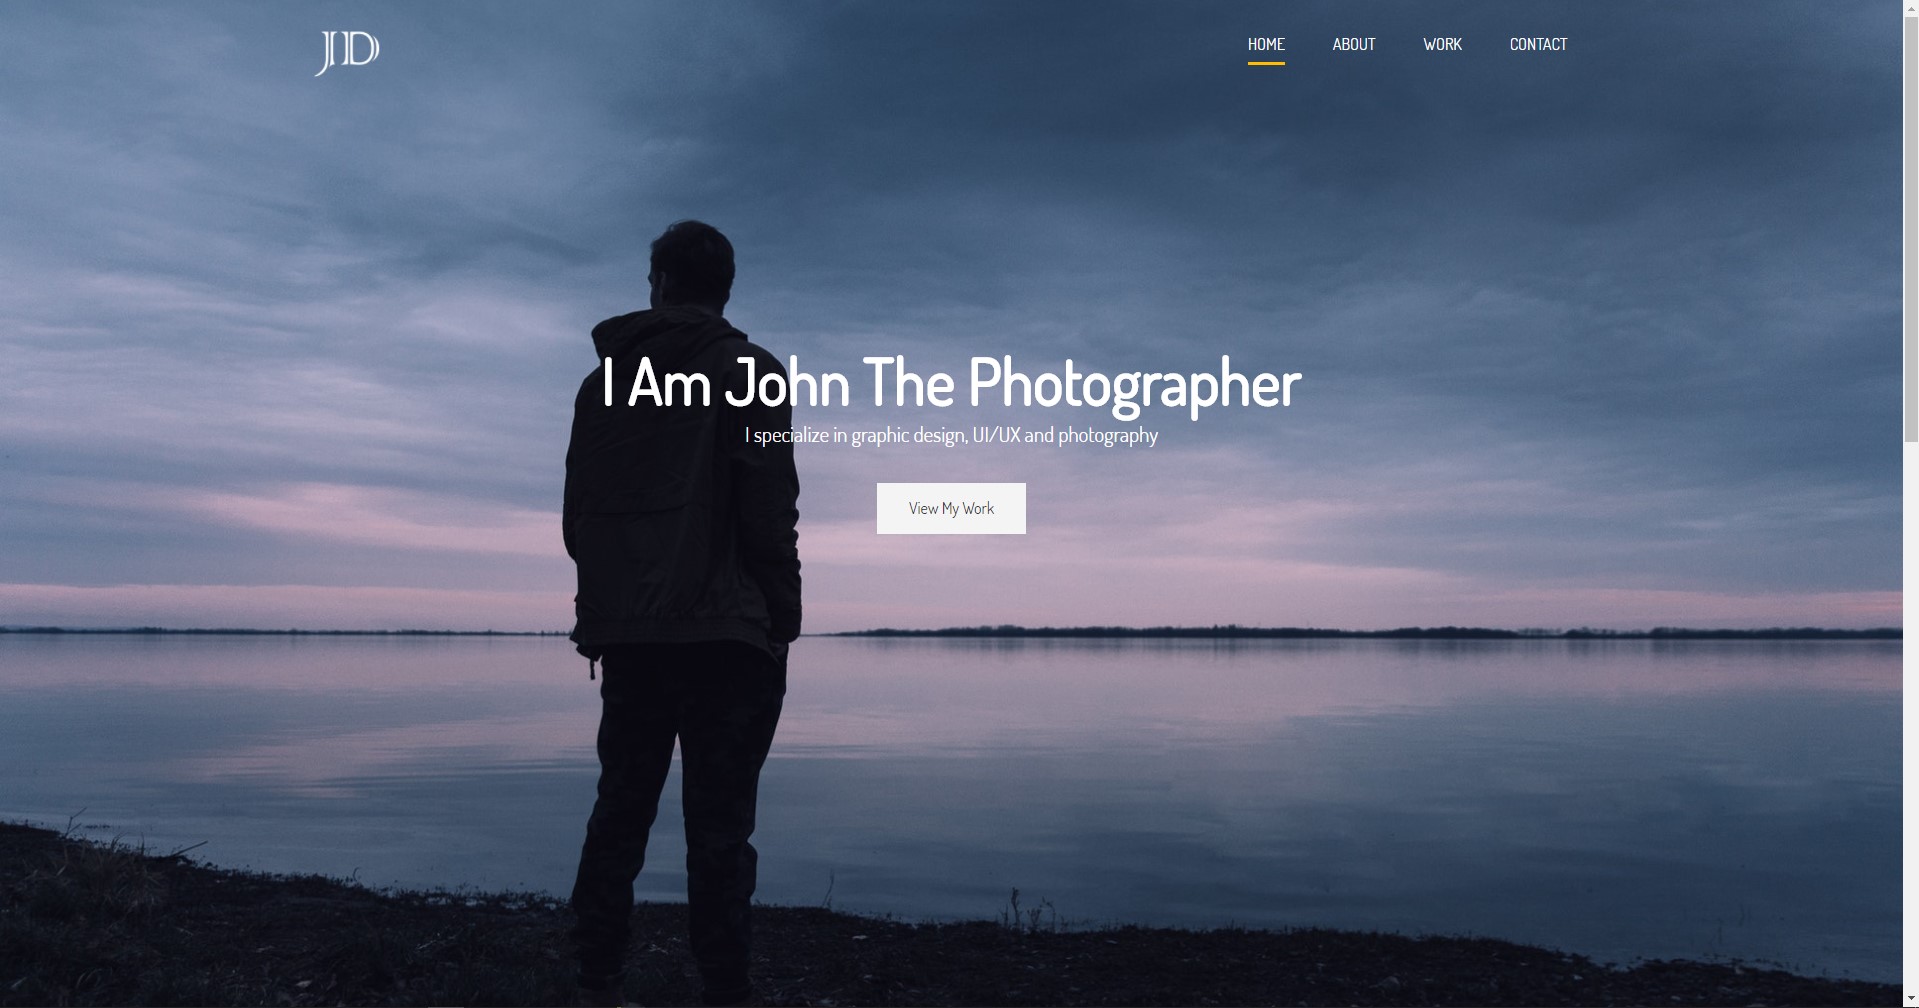 JD
HOME ABOUT WORK CONTACT
I Am John The Photographer
I specialize in graphic design, UI/UX and photography
View My Work